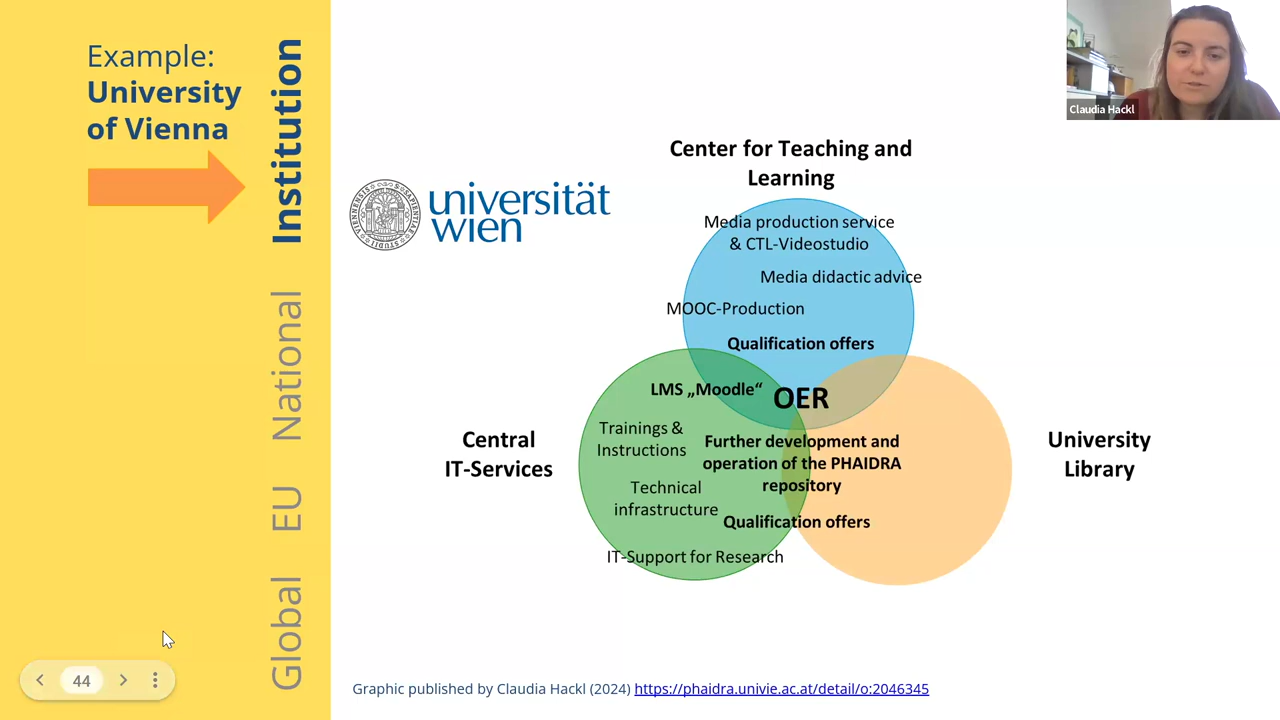 Example:
University
of Vienna
Institution
National
EU
Global
44
universität
wien
Center for Teaching and
Learning
Media production service
& CTL-Videostudio
Media didactic advice
MOOC-Production
Qualification offers
LMS „Moodle“
OER
Central
IT-Services
Trainings &
Instructions
Technical
infrastructure
IT-Support for Research
Further development and
operation of the PHAIDRA
repository
Qualification offers
University
Library
Graphic published by Claudia Hackl (2024) https://phaidra.univie.ac.at/detail/o:2046345
Claudia Hackl